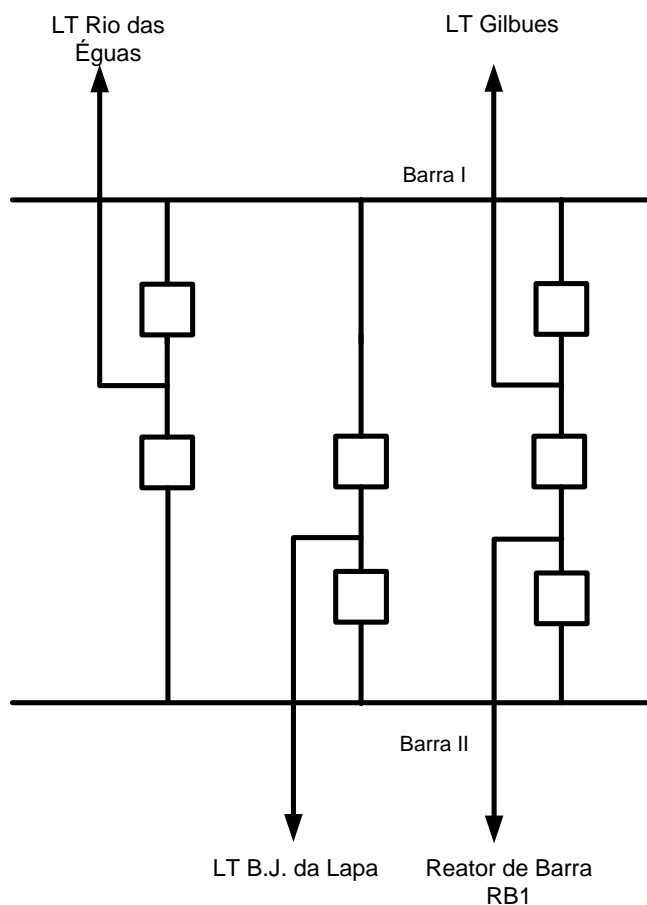 LT Rio das
Éguas
LT Gilbues
Barra I
Barra II
LT B.J. da Lapa
Reator de Barra
RB1